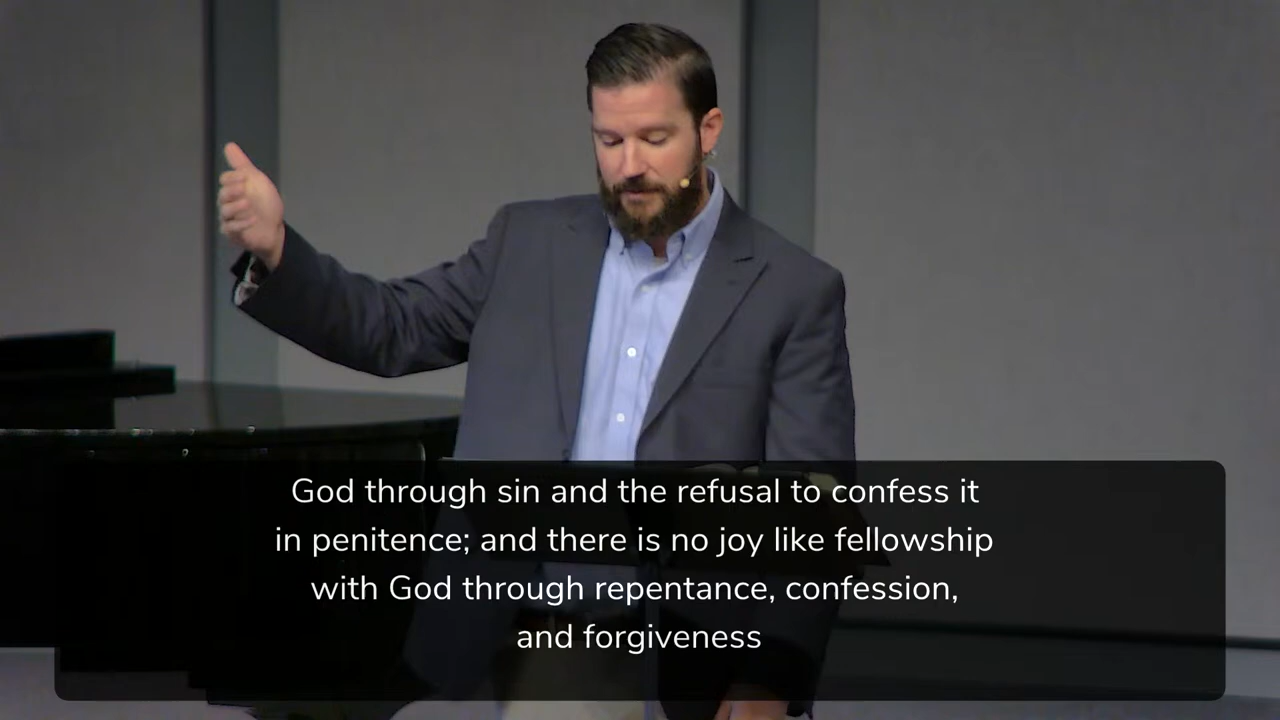 God through sin and the refusal to confess it
in penitence; and there is no joy like fellowship
with God through repentance, confession,
and forgiveness